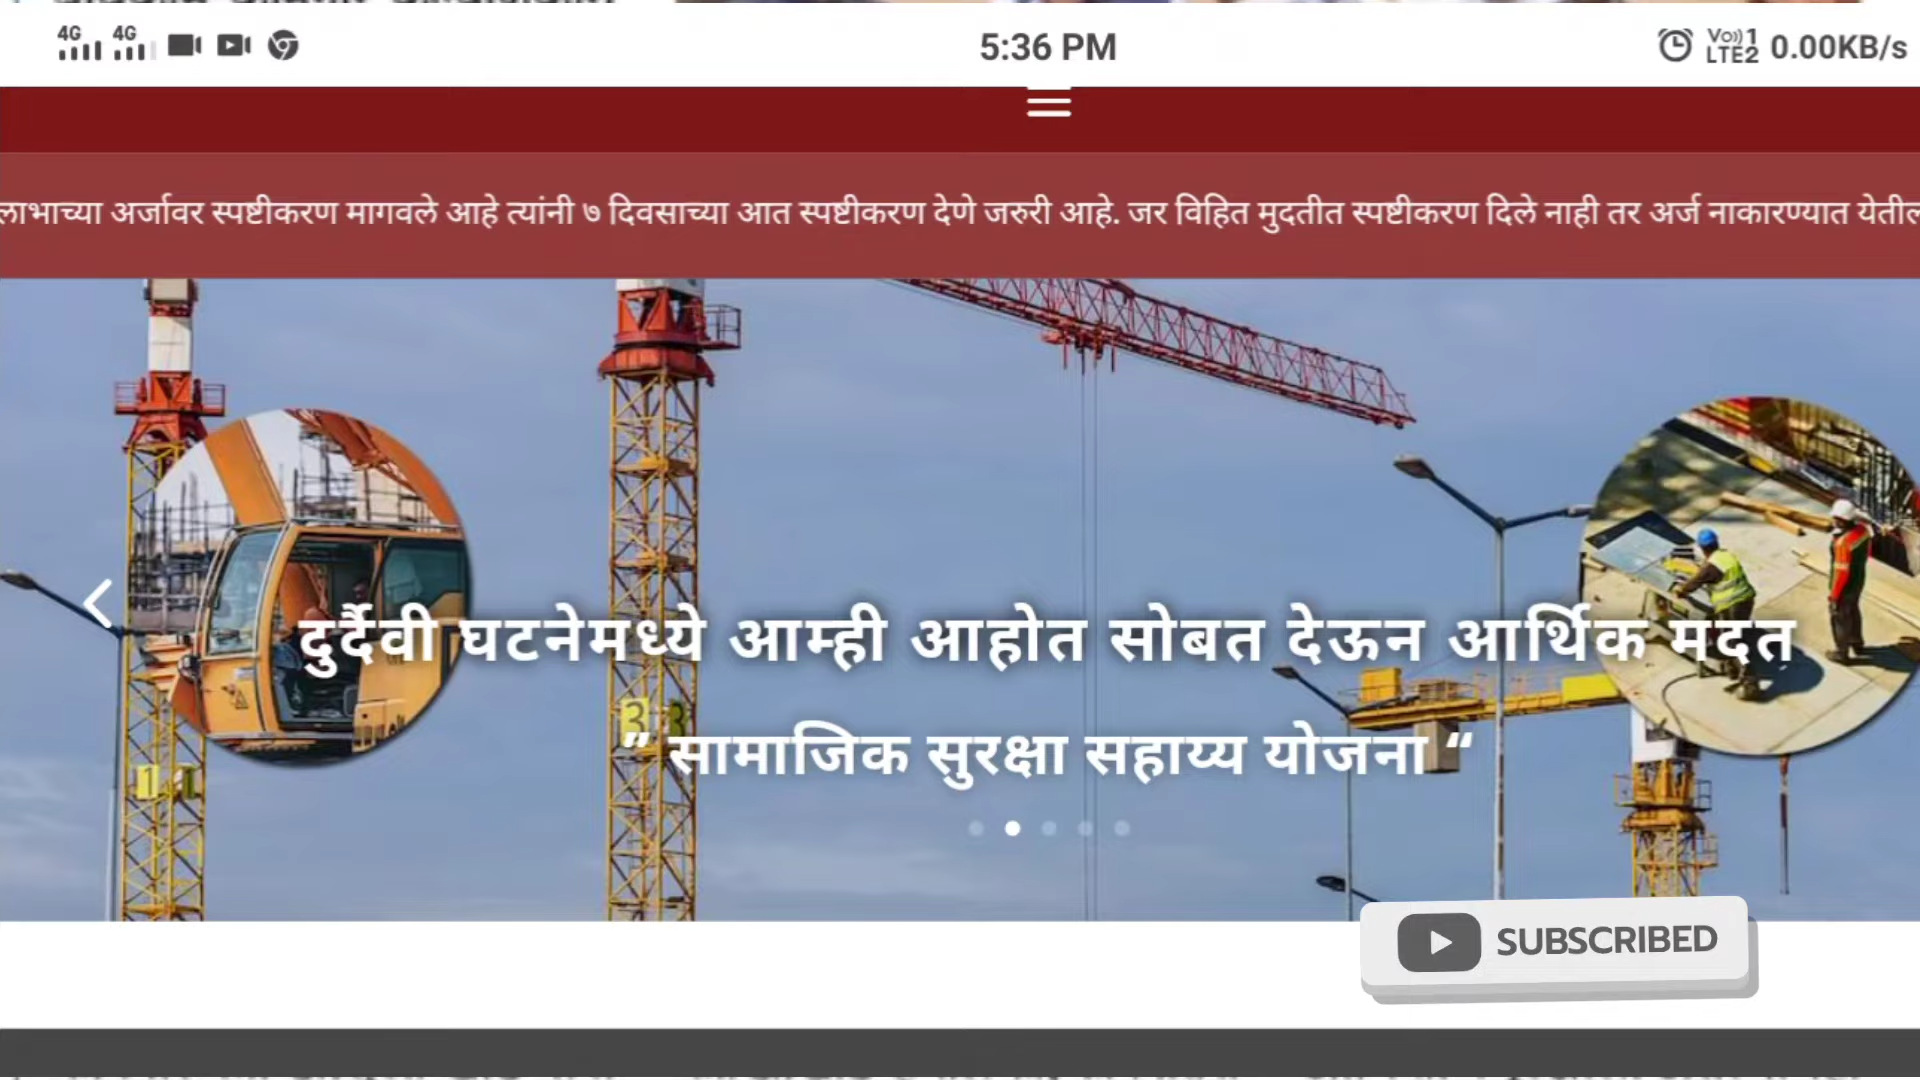 4G 4G 5:36 PM Vo)) 1 LTE2 0.00KB/s
लाभाच्या अर्जावर स्पष्टीकरण मागवले आहे त्यांनी ७ दिवसाच्या आत स्पष्टीकरण देणे जरुरी आहे. जर विहित मुदतीत स्पष्टीकरण दिले नाही तर अर्ज नाकारण्यात येतील
दुर्दैवी घटनेमध्ये आम्ही आहोत सोबत देऊन आर्थिक मदत
” सामाजिक सुरक्षा सहाय्य योजना “
SUBSCRIBED